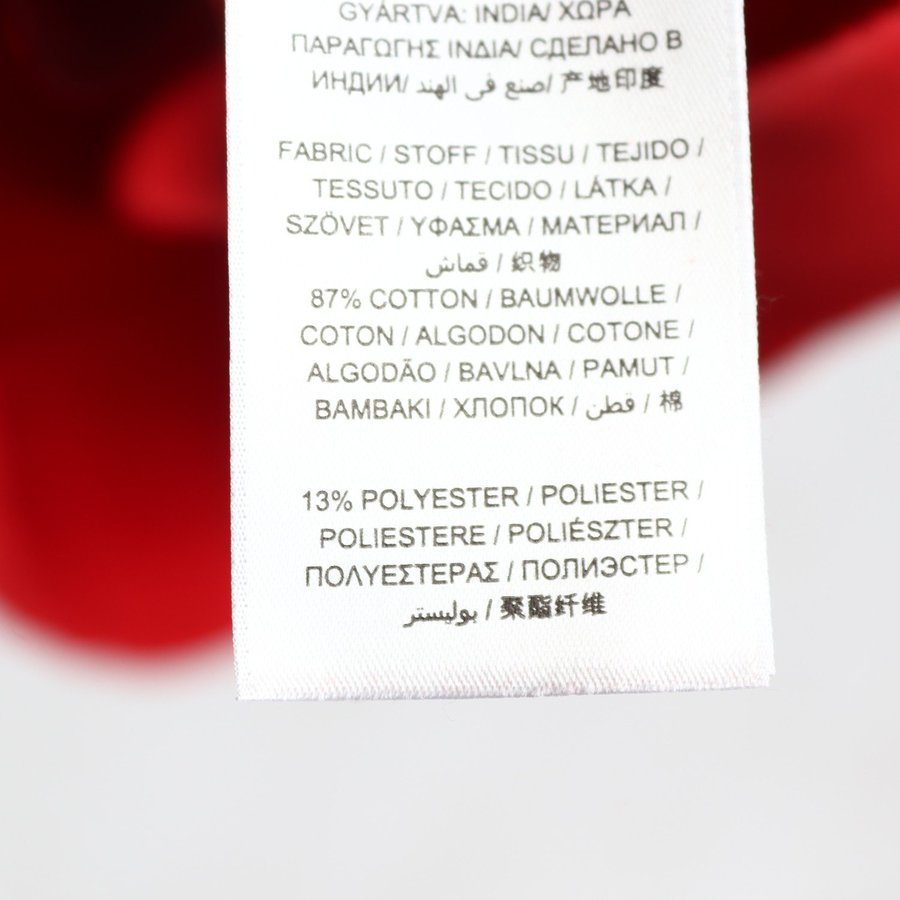 GYÁRTVA: INDIA/ ΧΩΡΑ
ΠΑΡΑΓΩΓΗΣ ΙΝΔΙΑ/ СДЕЛАНО В
ИНДИИ/ اصنع في الهند/ 产地印度
FABRIC / STOFF / TISSU / TEJIDO /
TESSUTO / TECIDO / LÁTKA /
SZÖVET / ΥΦΑΣΜΑ / МАТЕРИАЛ /
قماش / 织物
87% COTTON / BAUMWOLLE /
COTON / ALGODON / COTONE /
ALGODÃO / BAVLNA / PAMUT /
BAMBAKI / ХЛОПОК / قطن / 棉
13% POLYESTER / POLIESTER /
POLIESTERE / POLIÉSZTER /
ΠΟΛΥΕΣΤΕΡΑΣ / ПОЛИЭСТЕР /
بوليستر / 聚酯纤维